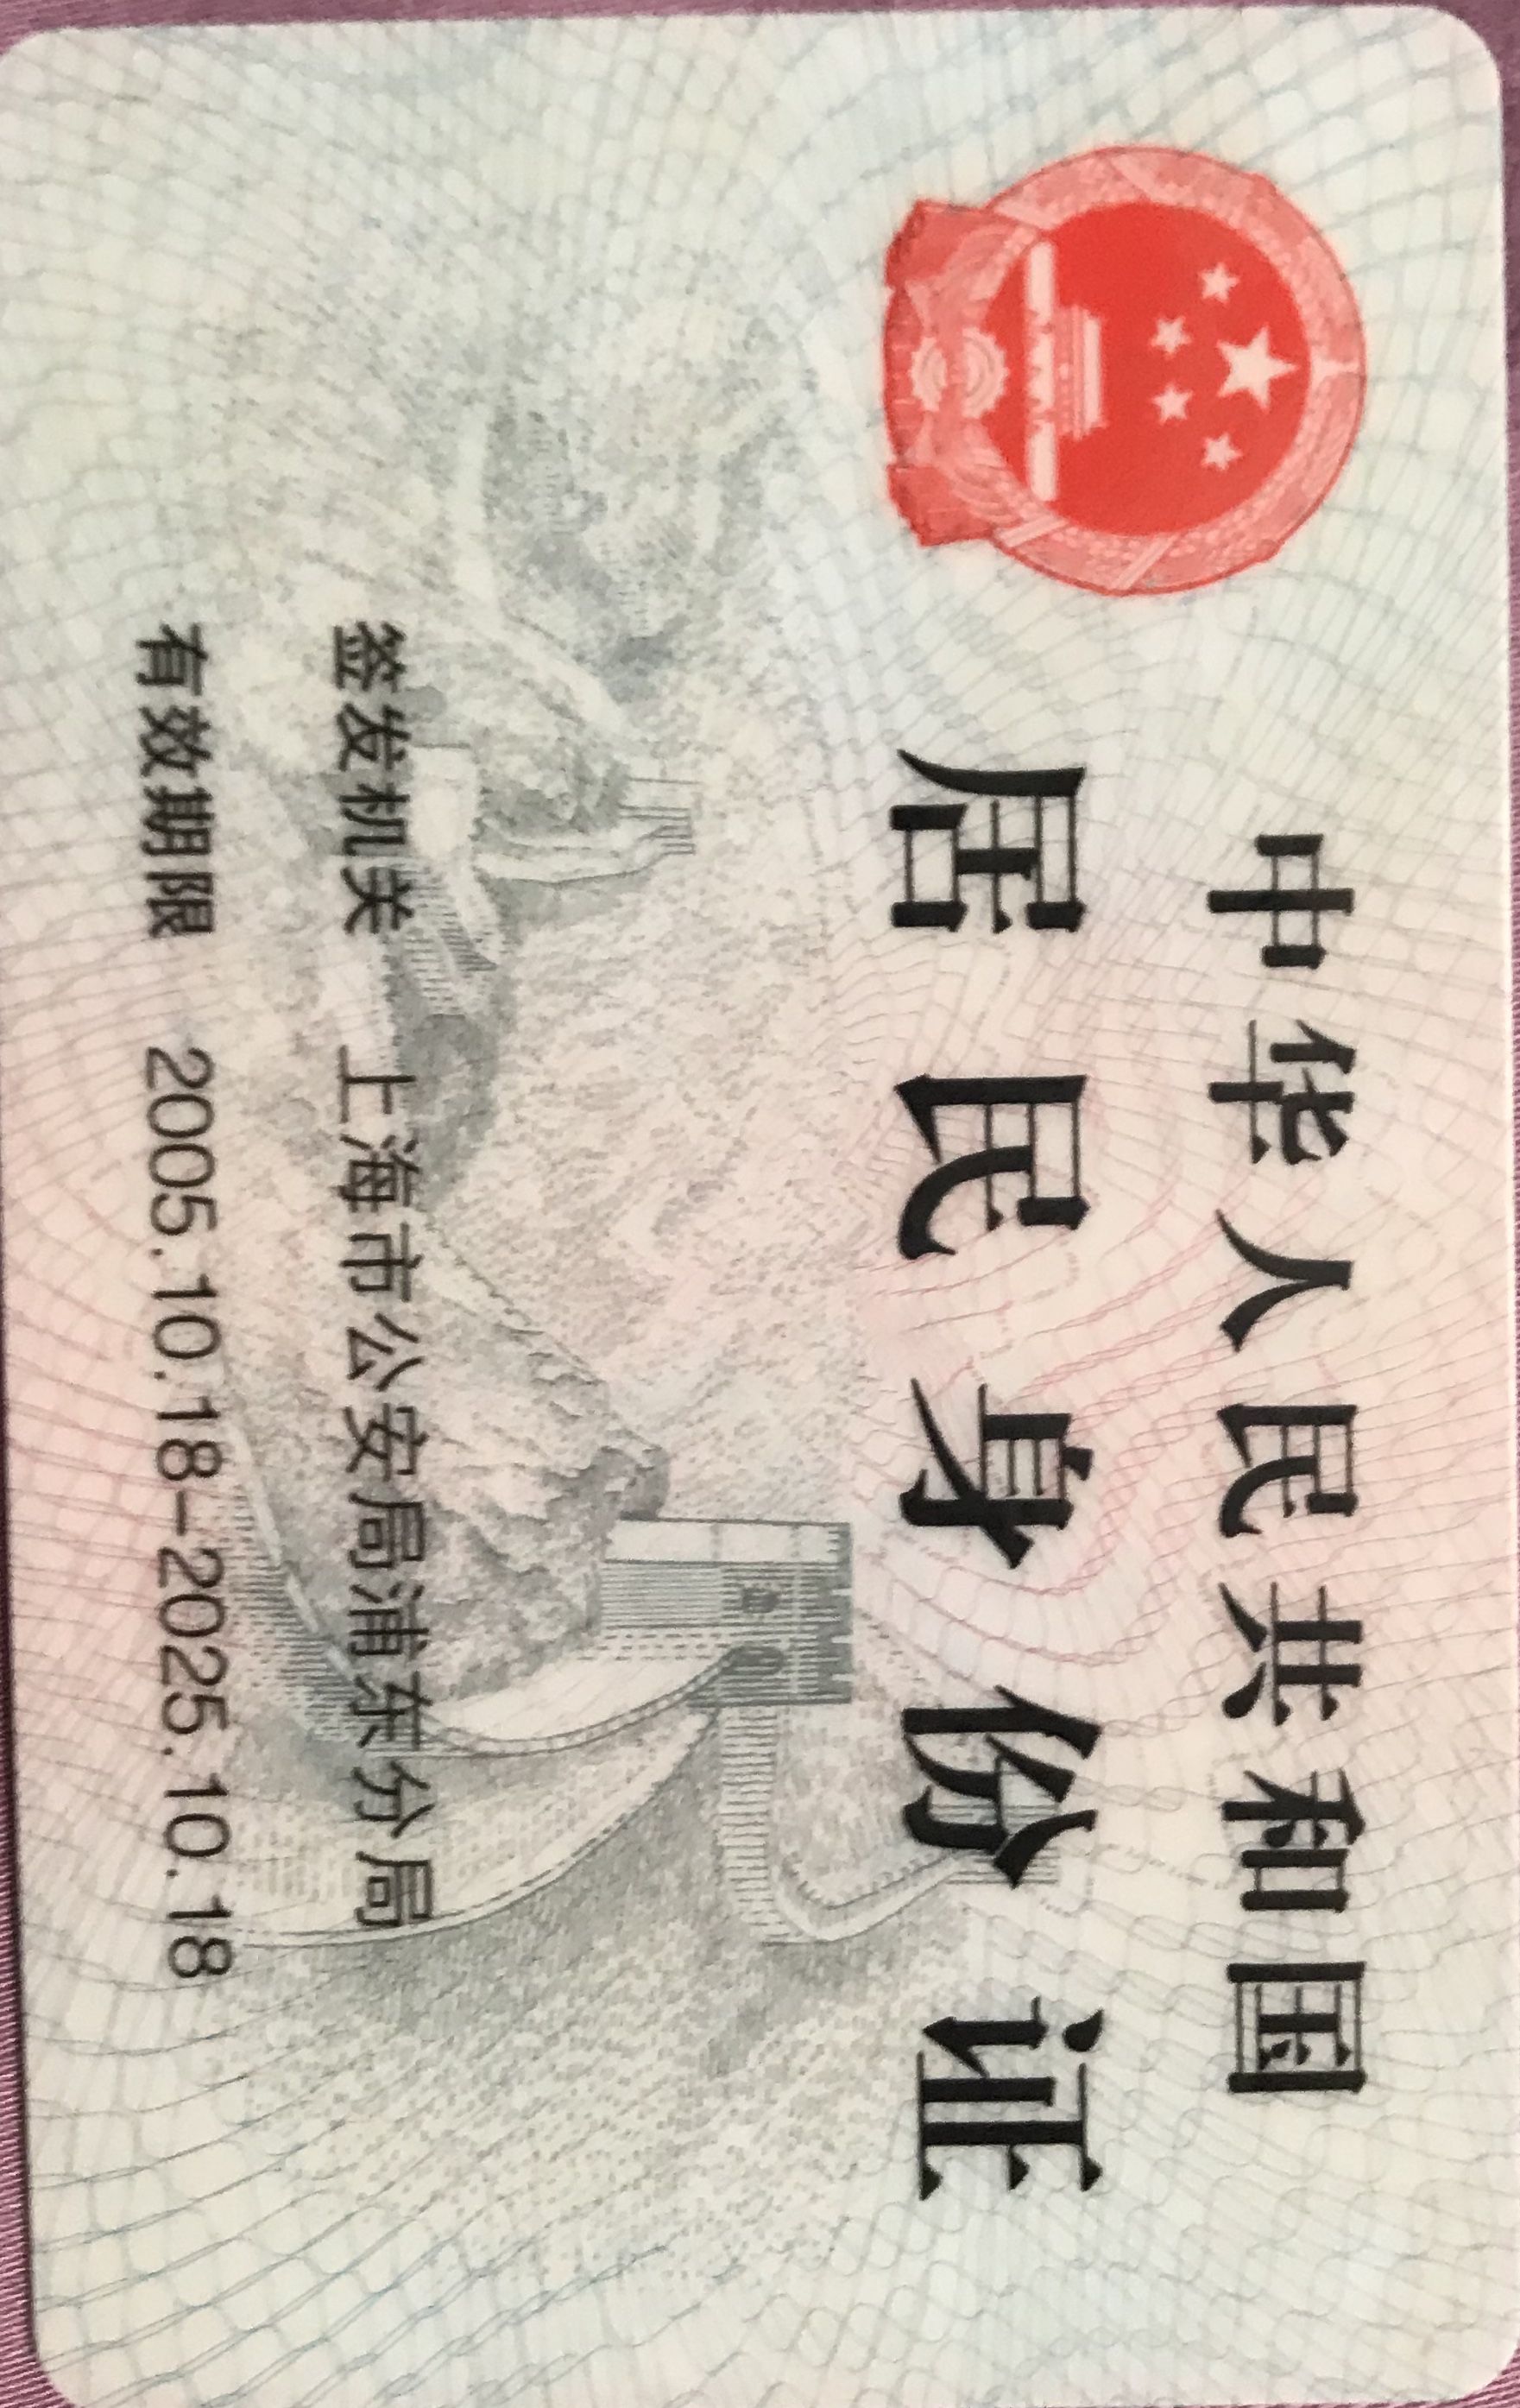 中华人民共和国
居民身份证
签发机关 上海市公安局浦东分局
有效期限 2005.10.18-2025.10.18